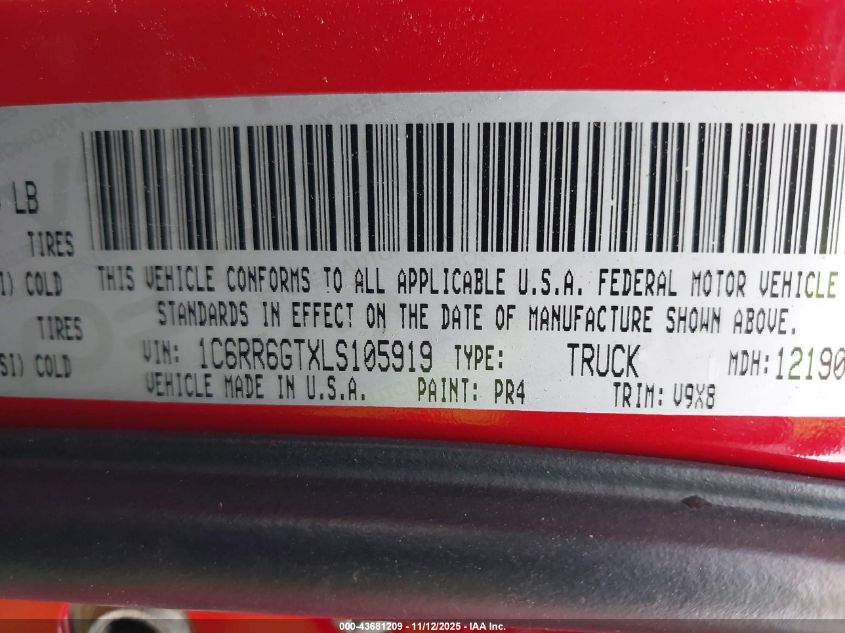 LB
TIRES
I) COLD
TIRES
SI) COLD
THIS VEHICLE CONFORMS TO ALL APPLICABLE U.S.A. FEDERAL MOTOR VEHICLE
STANDARDS IN EFFECT ON THE DATE OF MANUFACTURE SHOWN ABOVE.
VIN: 1C6RR6GTXLS105919 TYPE: TRUCK MDH: 12190
VEHICLE MADE IN U.S.A. PAINT: PR4 TRIM: V9X8
000-43681209 - 11/12/2025 - IAA Inc.